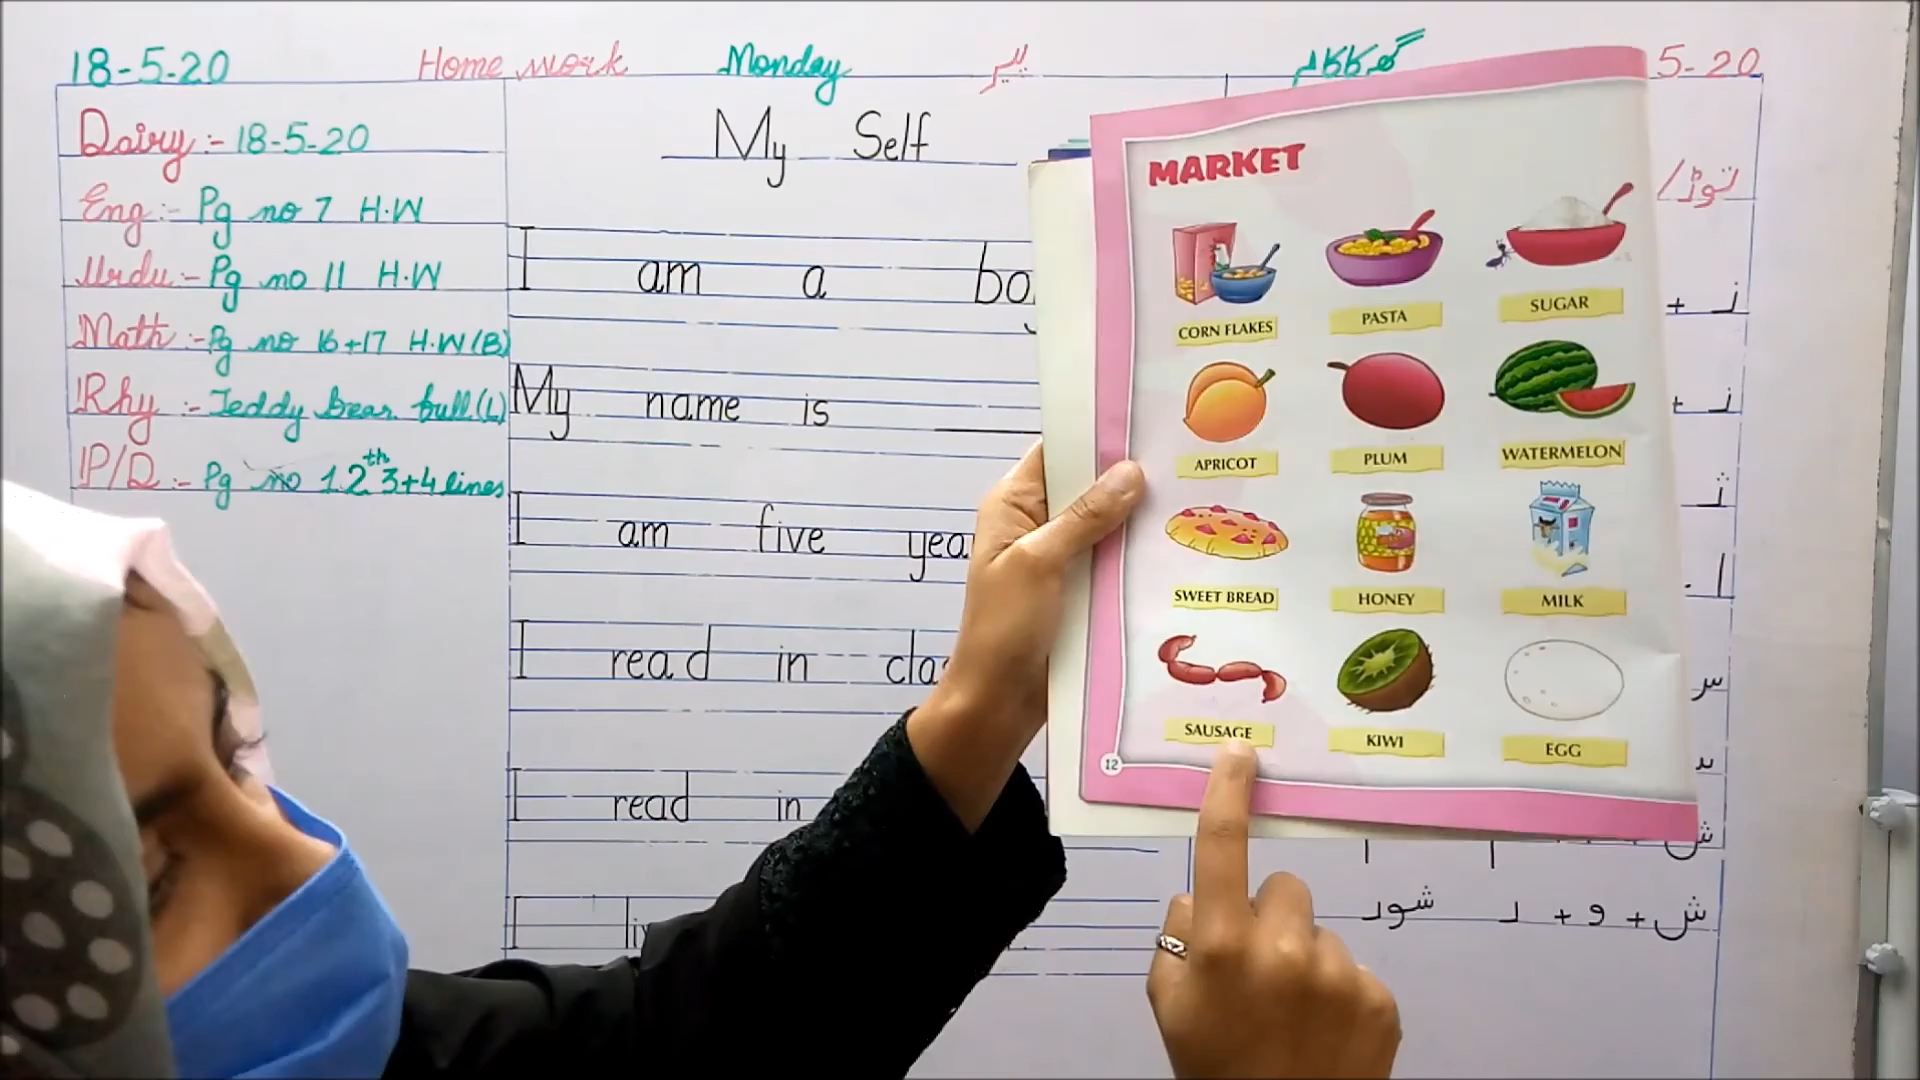 18-5-20 Home work Monday پیر گھر کا کام 5-20
Dairy :- 18-5-20
Eng :- Pg no 7 H.W
Urdu :- Pg no 11 H.W
Math :- Pg no 16+17 H.W (B)
Rhy :- Teddy Bear full (L)
P/D :- Pg no 12th 3+4 lines
My Self
I am a bo
My name is
I am five yea
I read in cla
I read in
I liv
MARKET
CORN FLAKES PASTA SUGAR
APRICOT PLUM WATERMELON
SWEET BREAD HONEY MILK
SAUSAGE KIWI EGG
12
توڑ/
ش + و + ر شور